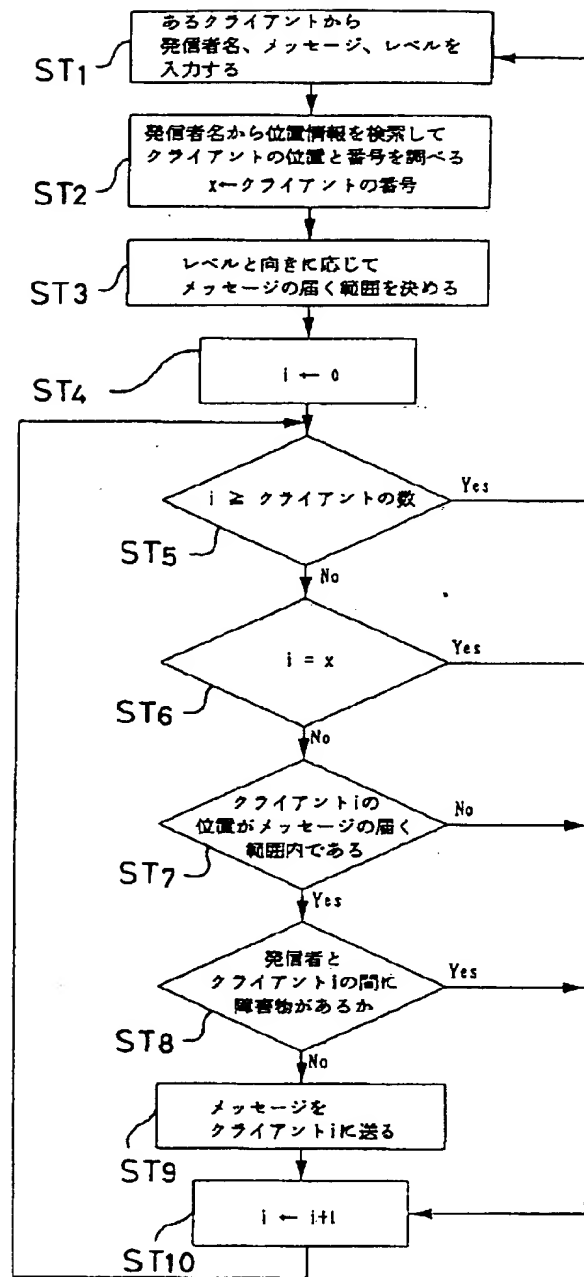 ST1
あるクライアントから
発信者名、メッセージ、レベルを
入力する
ST2
発信者名から位置情報を検索して
クライアントの位置と番号を調べる
x←クライアントの番号
ST3
レベルと向きに応じて
メッセージの届く範囲を決める
ST4
i ← 0
ST5
i ≧ クライアントの数
Yes
No
ST6
i = x
Yes
No
ST7
クライアントiの
位置がメッセージの届く
範囲内である
No
Yes
ST8
発信者と
クライアントiの間に
障害物があるか
Yes
No
ST9
メッセージを
クライアントiに送る
ST10
i ← i+1